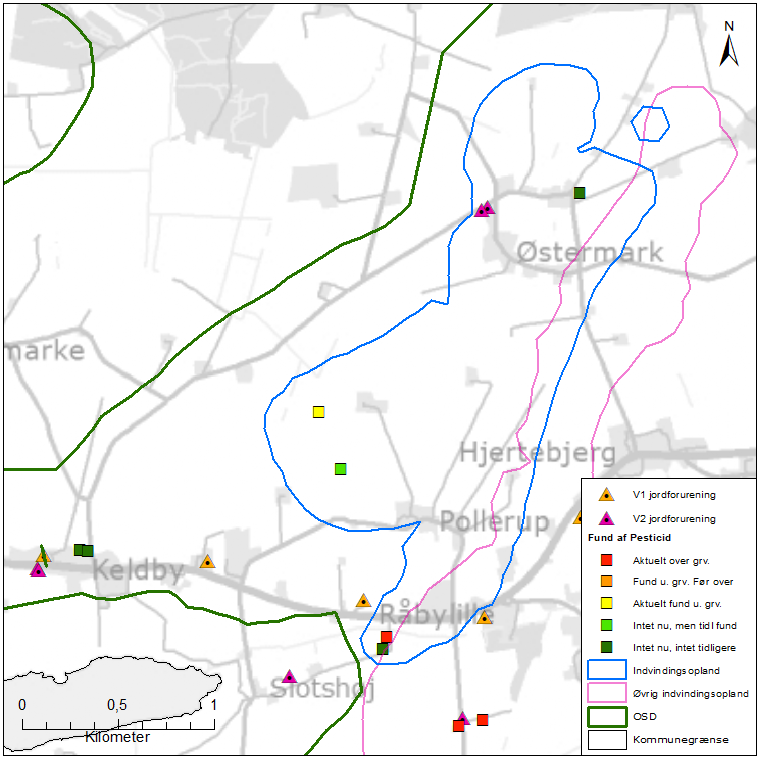 N
Østermark
marke
Hjertebjerg
Pollerup
Keldby
Råbylille
Slotshøj
0 0,5 1
Kilometer
V1 jordforurening
V2 jordforurening
Fund af Pesticid
Aktuelt over grv.
Fund u. grv. Før over
Aktuelt fund u. grv.
Intet nu, men tidl fund
Intet nu, intet tidligere
Indvindingsopland
Øvrig indvindingsopland
OSD
Kommunegrænse